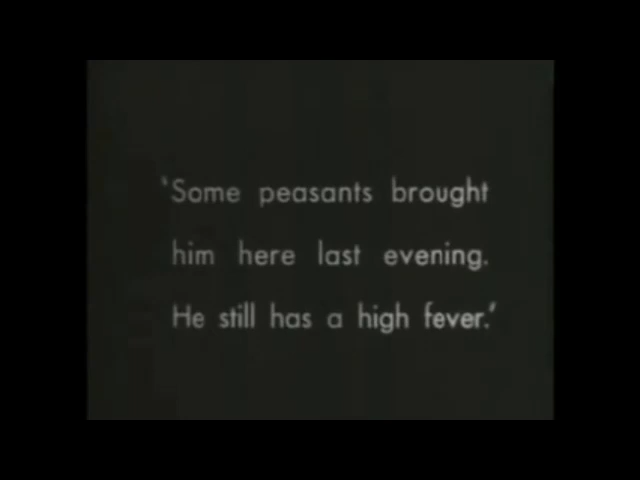 'Some peasants brought
him here last evening.
He still has a high fever.'